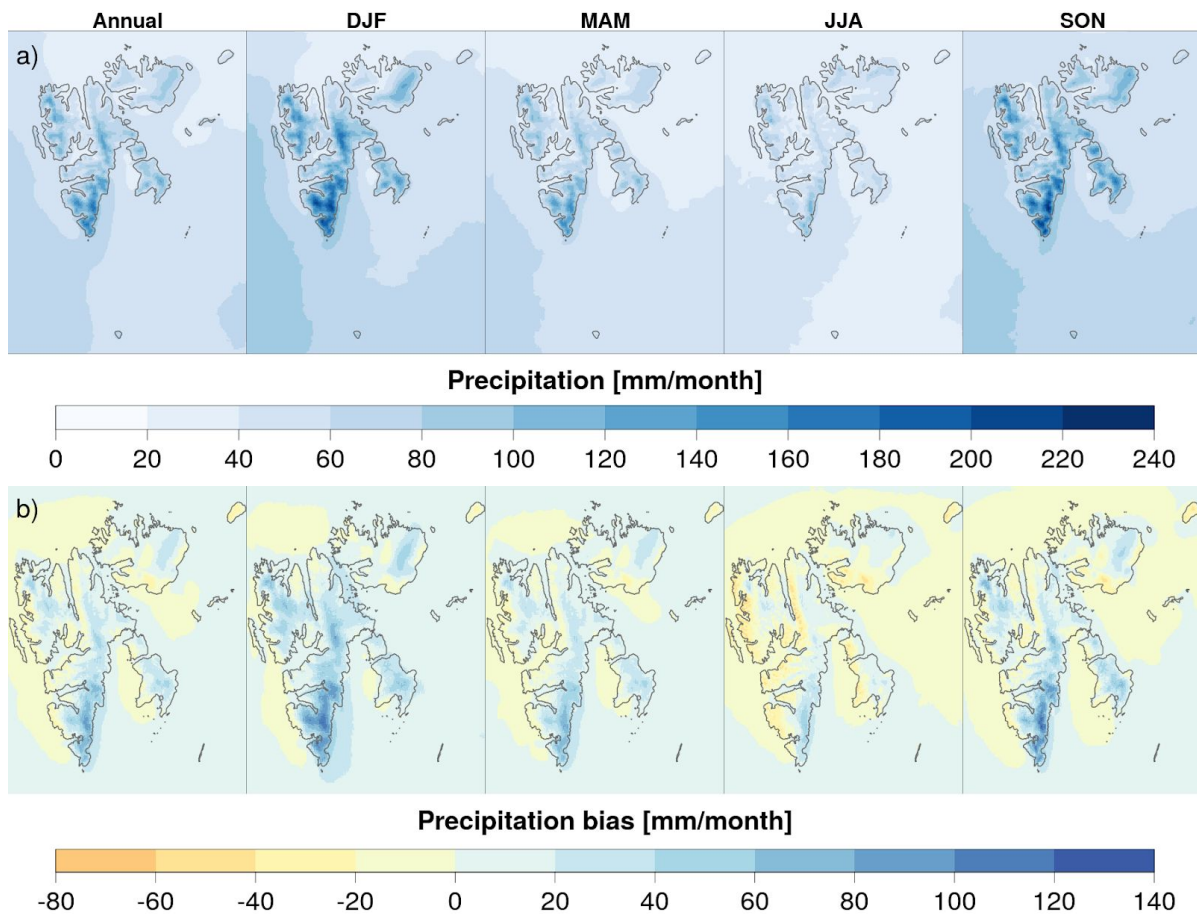 Annual DJF MAM JJA SON
a)
Precipitation [mm/month]
0 20 40 60 80 100 120 140 160 180 200 220 240
b)
Precipitation bias [mm/month]
-80 -60 -40 -20 0 20 40 60 80 100 120 140